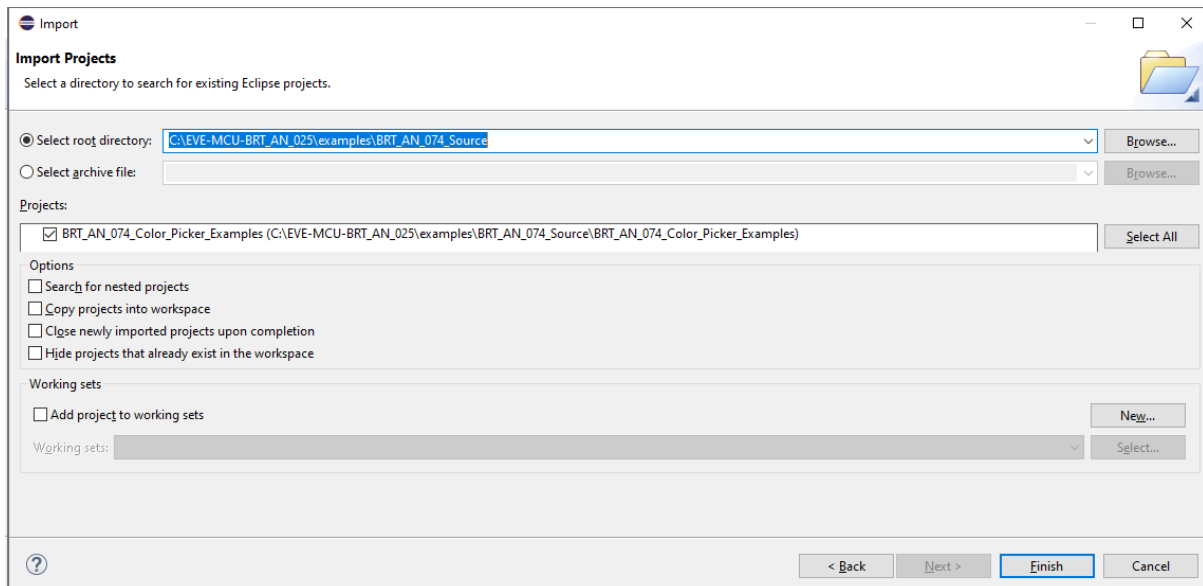 Import
Import Projects
Select a directory to search for existing Eclipse projects.
Select root directory: C:\EVE-MCU-BRT_AN_025\examples\BRT_AN_074_Source Browse...
Select archive file: Browse...
Projects:
BRT_AN_074_Color_Picker_Examples (C:\EVE-MCU-BRT_AN_025\examples\BRT_AN_074_Source\BRT_AN_074_Color_Picker_Examples) Select All
Options
Search for nested projects
Copy projects into workspace
Close newly imported projects upon completion
Hide projects that already exist in the workspace
Working sets
Add project to working sets New...
Working sets: Select...
? < Back Next > Finish Cancel